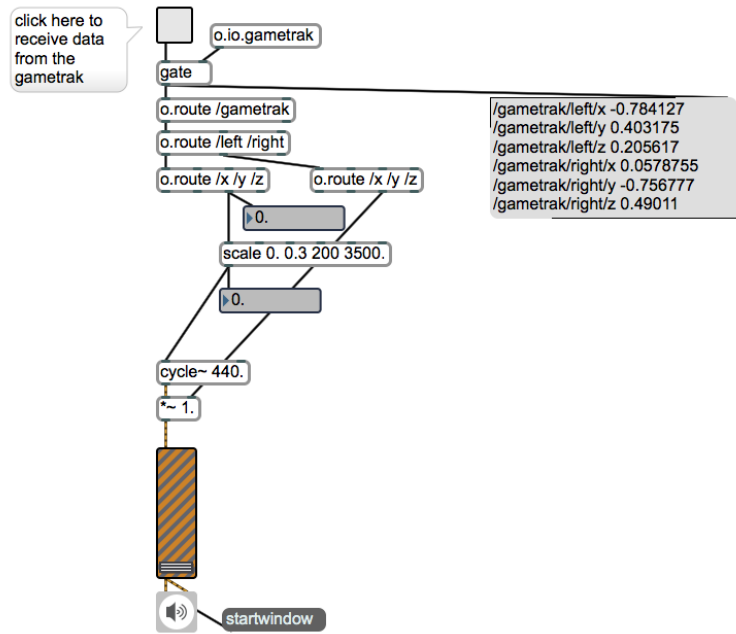 click here to
receive data
from the
gametrak
o.io.gametrak
gate
o.route /gametrak
o.route /left /right
o.route /x /y /z
o.route /x /y /z
/gametrak/left/x -0.784127
/gametrak/left/y 0.403175
/gametrak/left/z 0.205617
/gametrak/right/x 0.0578755
/gametrak/right/y -0.756777
/gametrak/right/z 0.49011
0.
scale 0. 0.3 200 3500.
0.
cycle~ 440.
*~ 1.
startwindow